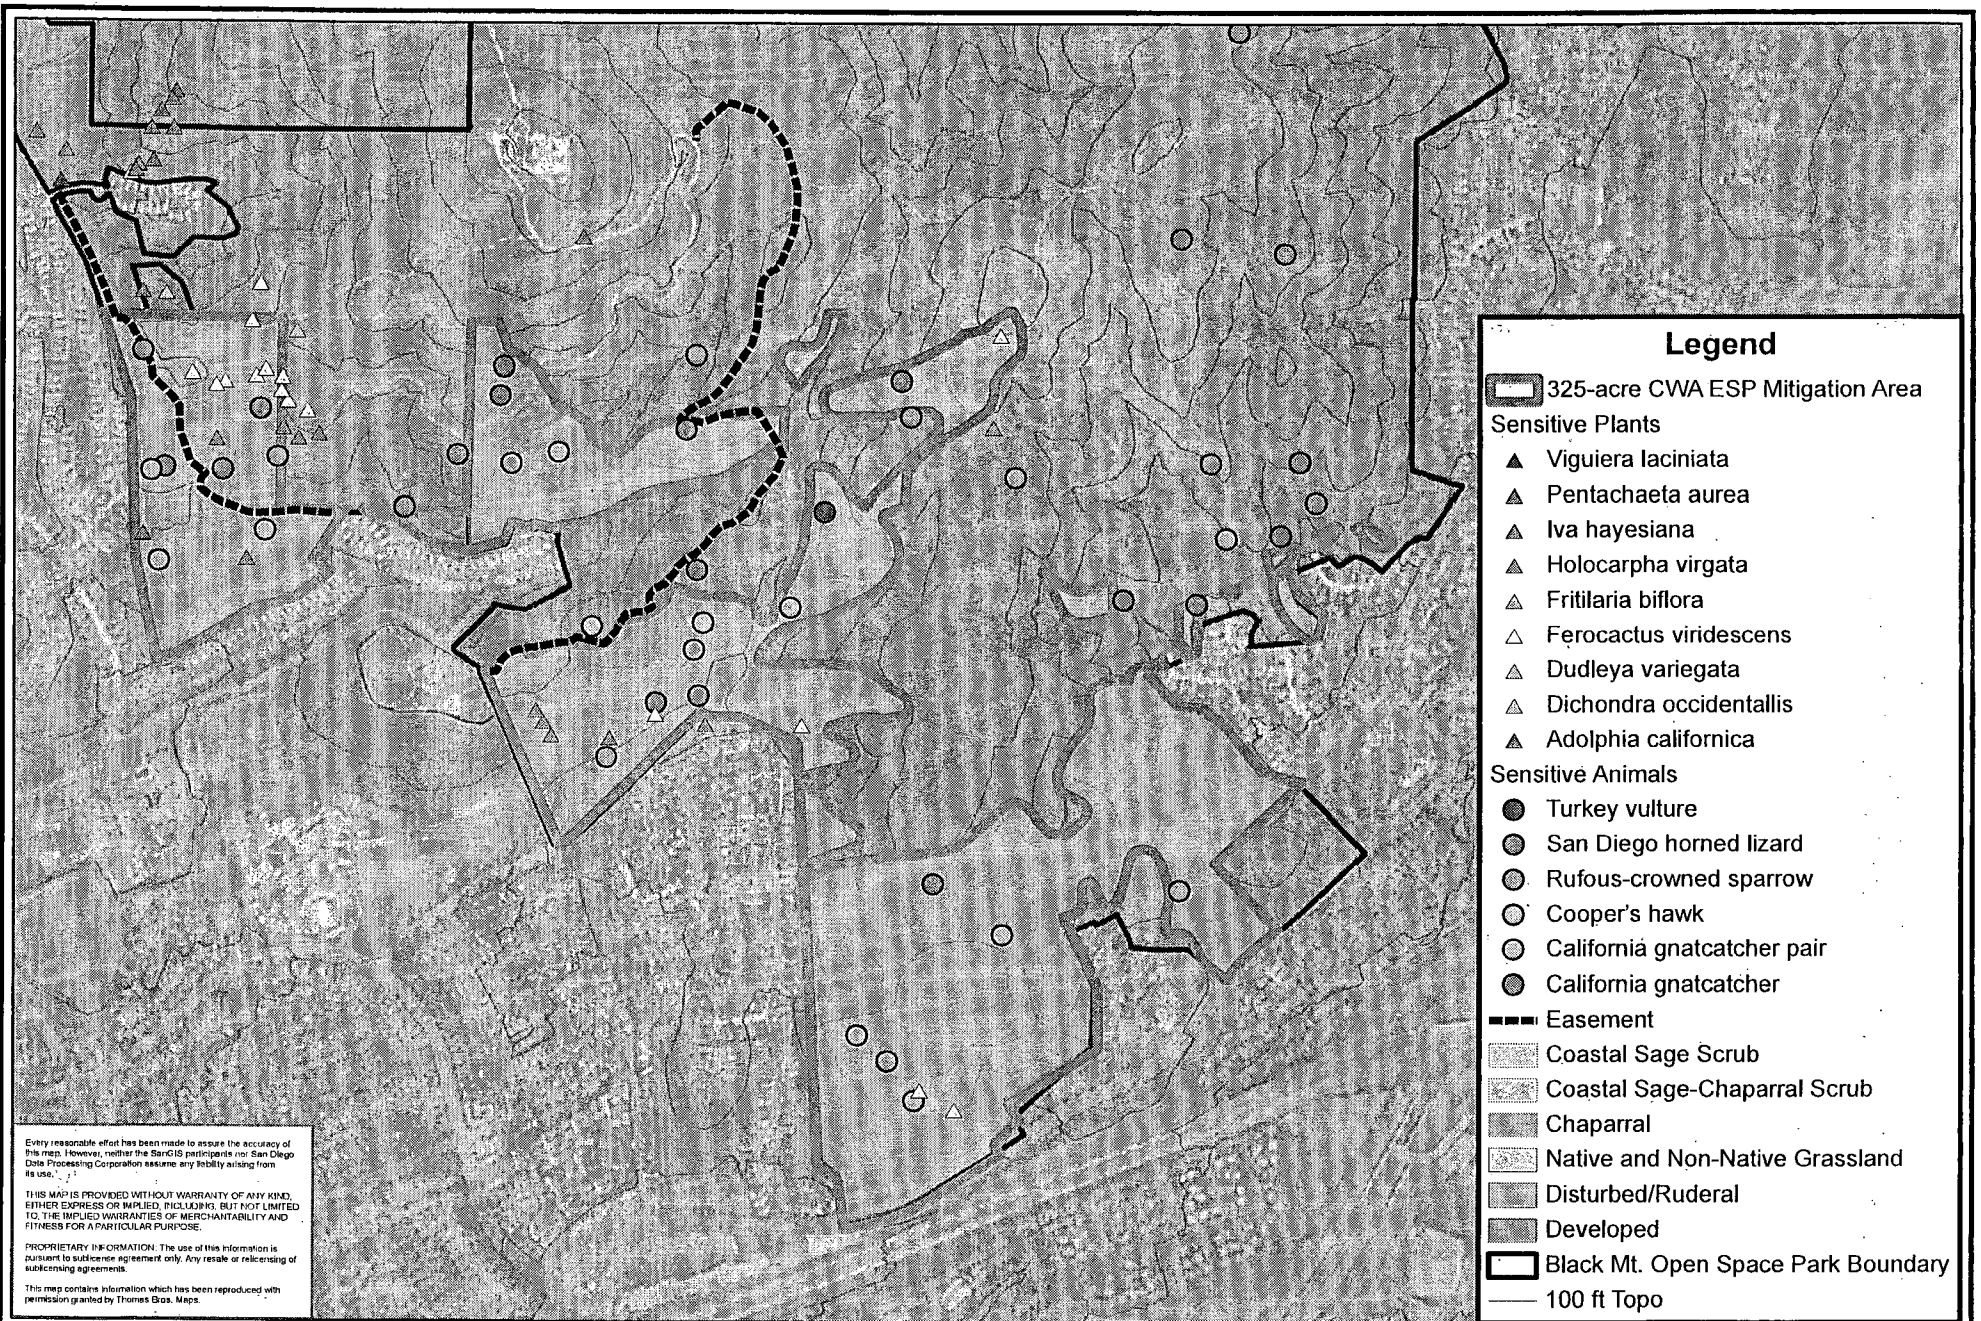 Legend
325-acre CWA ESP Mitigation Area
Sensitive Plants
Viguiera laciniata
Pentachaeta aurea
Iva hayesiana
Holocarpha virgata
Fritilaria biflora
Ferocactus viridescens
Dudleya variegata
Dichondra occidentallis
Adolphia californica
Sensitive Animals
Turkey vulture
San Diego horned lizard
Rufous-crowned sparrow
Cooper's hawk
California gnatcatcher pair
California gnatcatcher
Easement
Coastal Sage Scrub
Coastal Sage-Chaparral Scrub
Chaparral
Native and Non-Native Grassland
Disturbed/Ruderal
Developed
Black Mt. Open Space Park Boundary
100 ft Topo
Every reasonable effort has been made to assure the accuracy of
this map. However, neither the SanGIS participants nor San Diego
Data Processing Corporation assume any liability arising from
its use.
THIS MAP IS PROVIDED WITHOUT WARRANTY OF ANY KIND,
EITHER EXPRESS OR IMPLIED, INCLUDING, BUT NOT LIMITED
TO, THE IMPLIED WARRANTIES OF MERCHANTABILITY AND
FITNESS FOR A PARTICULAR PURPOSE.
PROPRIETARY INFORMATION: The use of this information is
pursuant to sublicense agreement only. Any resale or relicensing of
sublicensing agreements.
This map contains information which has been reproduced with
permission granted by Thomas Bros. Maps.